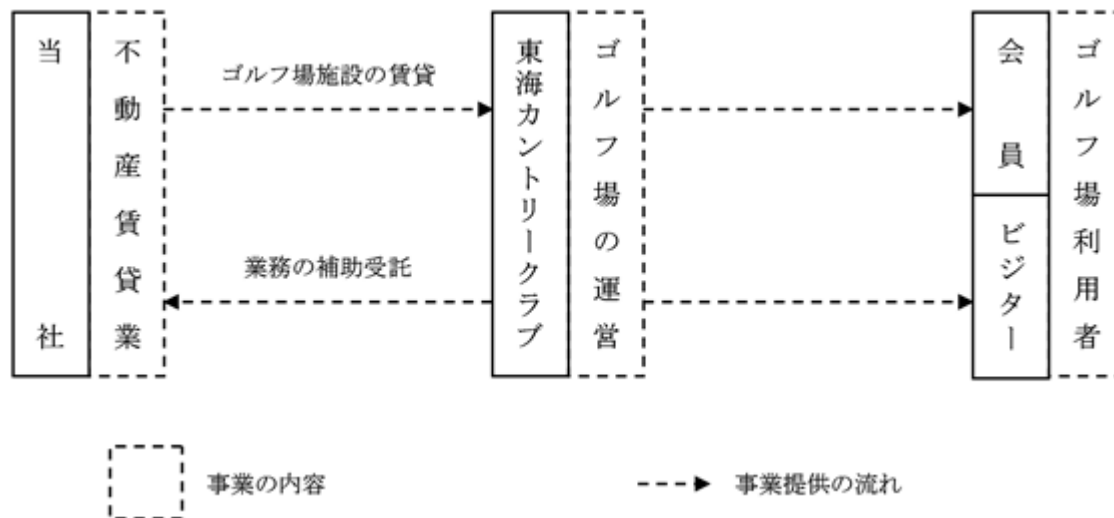 当社
不動産賃貸業
ゴルフ場施設の賃貸
業務の補助受託
東海カントリークラブ
ゴルフ場の運営
会員
ビジター
ゴルフ場利用者
事業の内容
事業提供の流れ